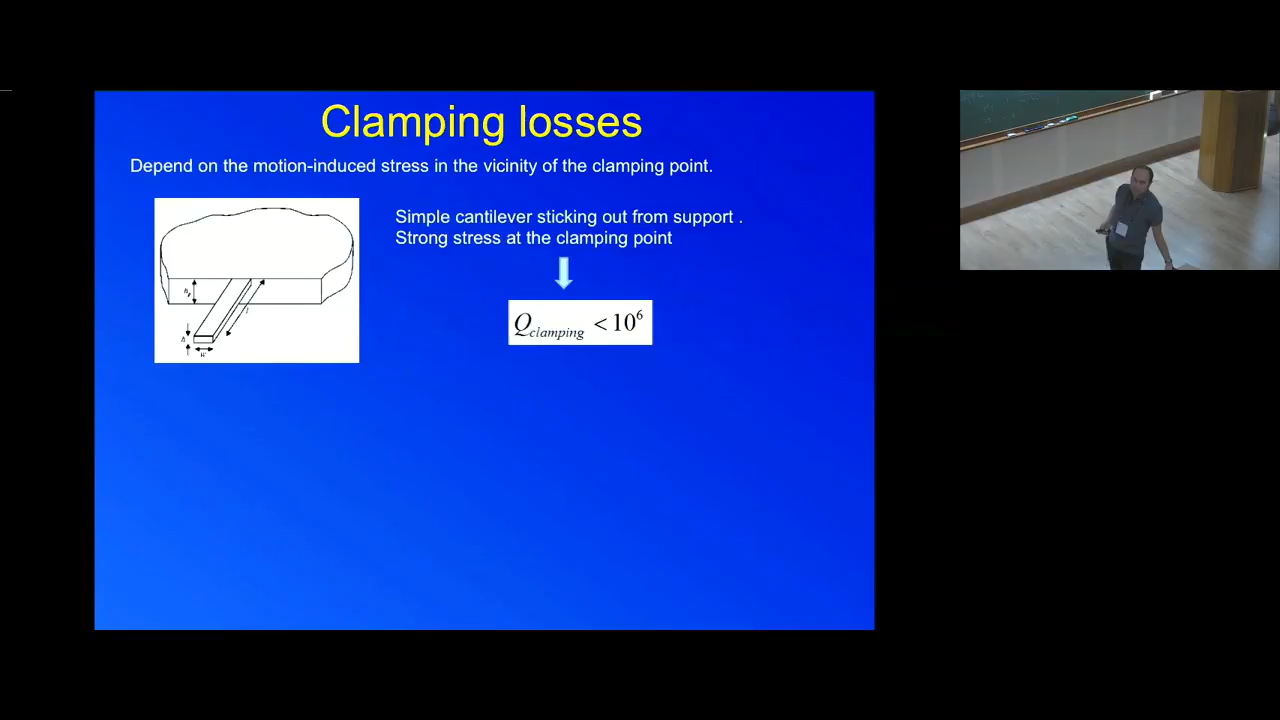 Clamping losses
Depend on the motion-induced stress in the vicinity of the clamping point.
Simple cantilever sticking out from support .
Strong stress at the clamping point
Q_clamping < 10^6
h_p
l
h
w